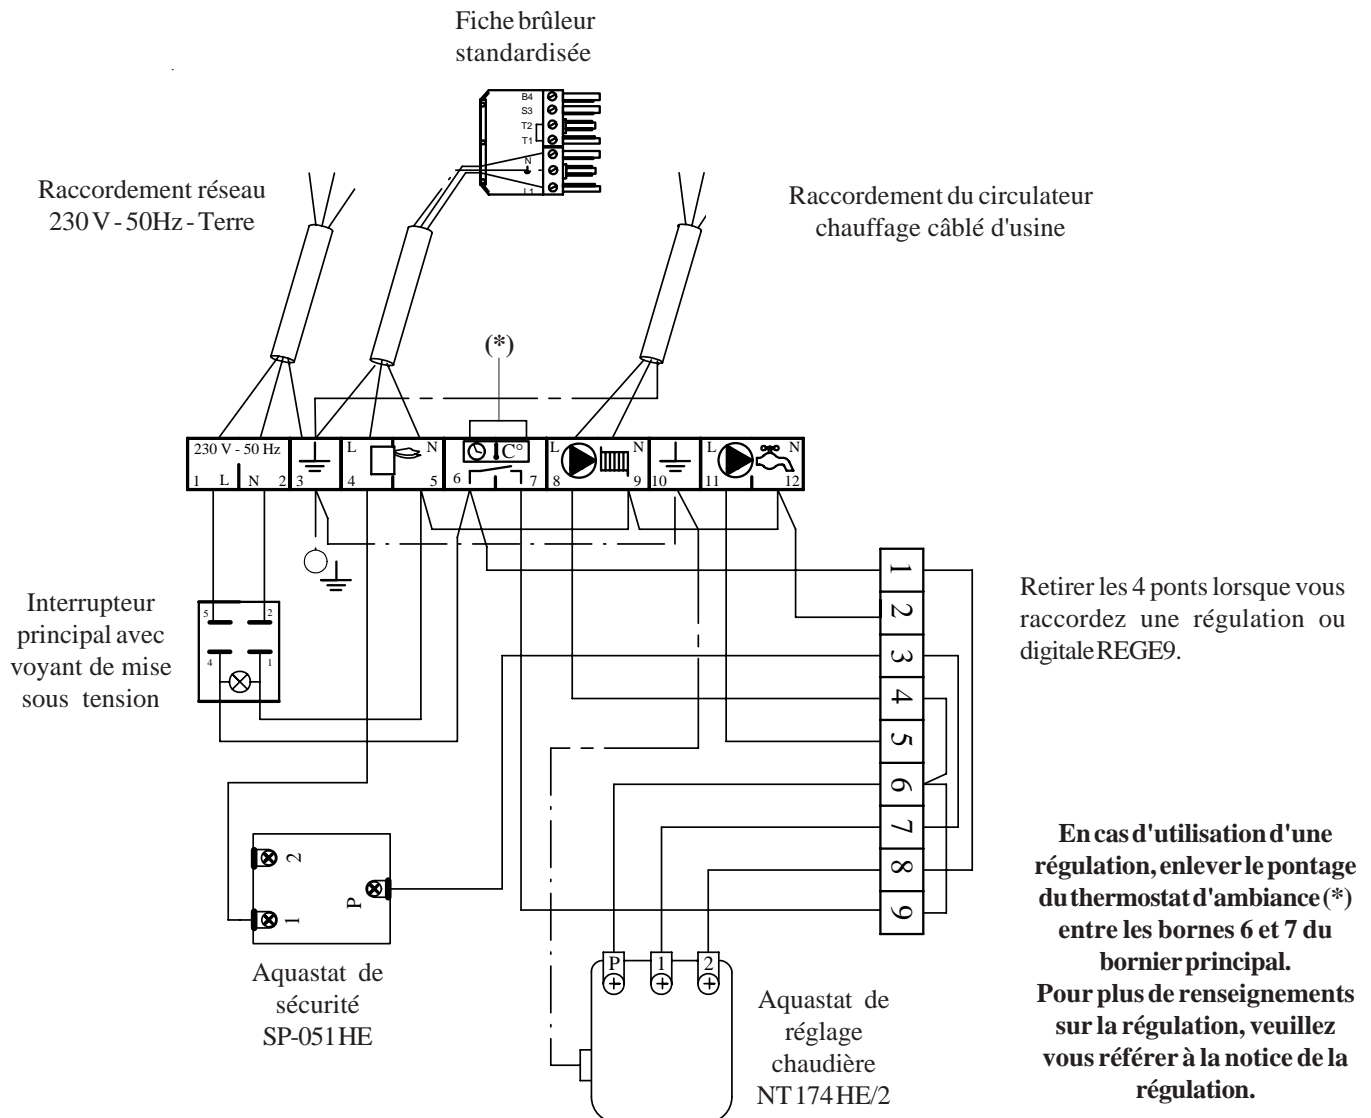 Fiche brûleur
standardisée
B4
S3
T2
T1
N
L1
Raccordement réseau
230 V - 50Hz - Terre
Raccordement du circulateur
chauffage câblé d'usine
(*)
230 V - 50 Hz
L N
C°
L N
L N
1 L N 2 3 4 5 6 7 8 9 10 11 12
Interrupteur
principal avec
voyant de mise
sous tension
5 2
4 1
1
2
3
4
5
6
7
8
9
Retirer les 4 ponts lorsque vous
raccordez une régulation ou
digitale REGE9.
2
P
1
Aquastat de
sécurité
SP-051HE
P 1 2
Aquastat de
réglage
chaudière
NT 174 HE/2
En cas d'utilisation d'une
régulation, enlever le pontage
du thermostat d'ambiance (*)
entre les bornes 6 et 7 du
bornier principal.
Pour plus de renseignements
sur la régulation, veuillez
vous référer à la notice de la
régulation.